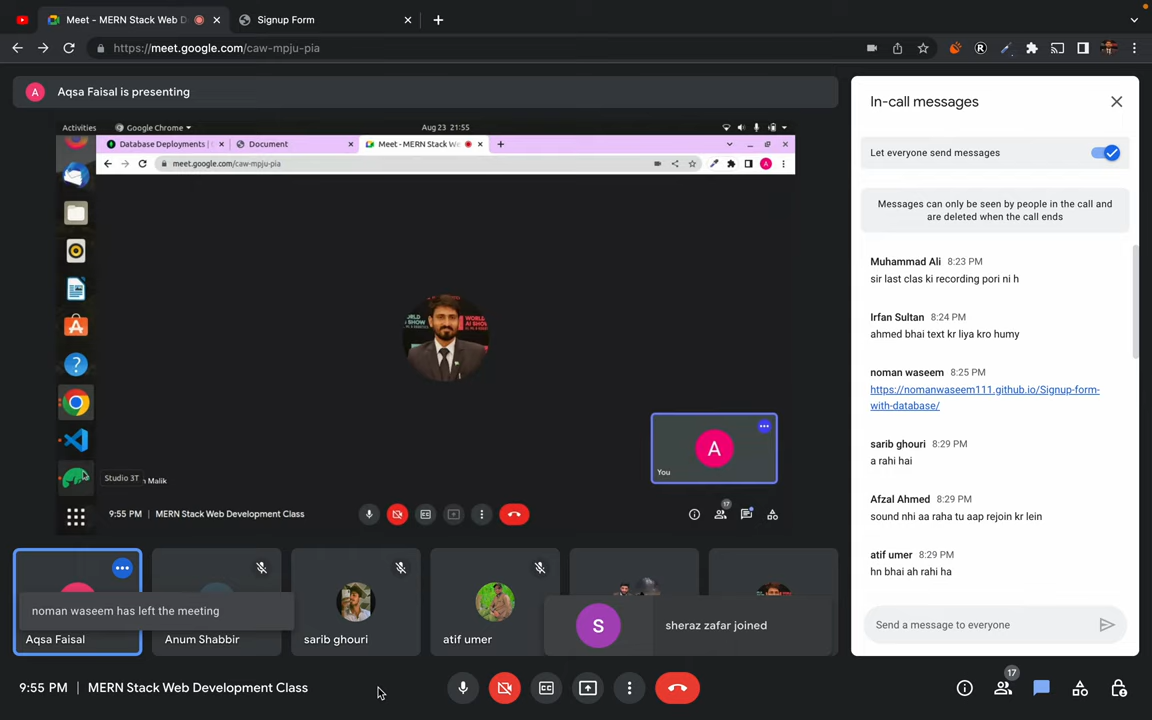 Meet - MERN Stack Web D
Signup Form
https://meet.google.com/caw-mpju-pia
A
Aqsa Faisal is presenting
Activities
Google Chrome
Aug 23 21:55
Database Deployments |
Document
Meet - MERN Stack We
meet.google.com/caw-mpju-pia
A
WORLD
AI SHOW
A
You
Studio 3T
Malik
9:55 PM
MERN Stack Web Development Class
17
In-call messages
Let everyone send messages
Messages can only be seen by people in the call and
are deleted when the call ends
Muhammad Ali 8:23 PM
sir last clas ki recording pori ni h
Irfan Sultan 8:24 PM
ahmed bhai text kr liya kro humy
noman waseem 8:25 PM
https://nomanwaseem111.github.io/Signup-form-
with-database/
sarib ghouri 8:29 PM
a rahi hai
Afzal Ahmed 8:29 PM
sound nhi aa raha tu aap rejoin kr lein
atif umer 8:29 PM
hn bhai ah rahi ha
Send a message to everyone
noman waseem has left the meeting
Aqsa Faisal
Anum Shabbir
sarib ghouri
atif umer
S
sheraz zafar joined
9:55 PM
MERN Stack Web Development Class
17